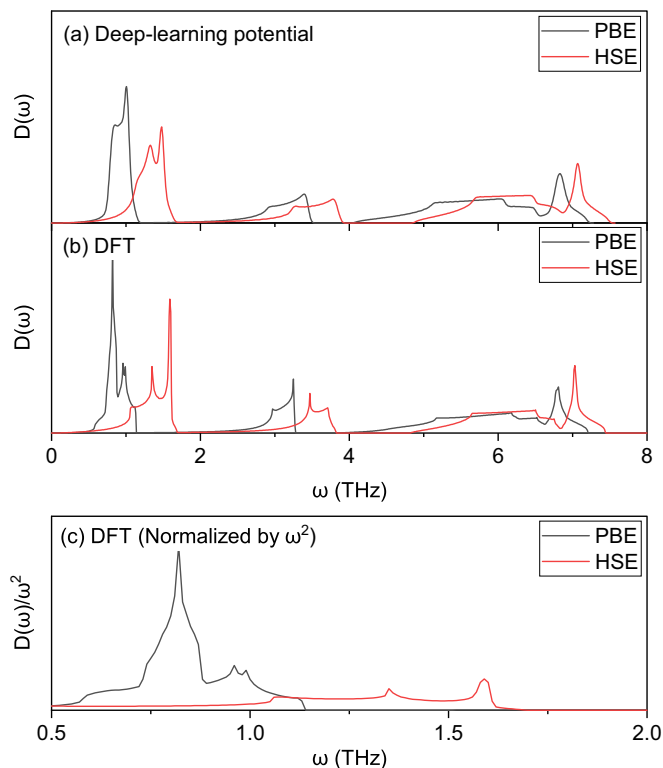 (a) Deep-learning potential
PBE
HSE
D(ω)
(b) DFT
PBE
HSE
D(ω)
0 2 4 6 8
ω (THz)
(c) DFT (Normalized by ω²)
PBE
HSE
D(ω)/ω²
0.5 1.0 1.5 2.0
ω (THz)